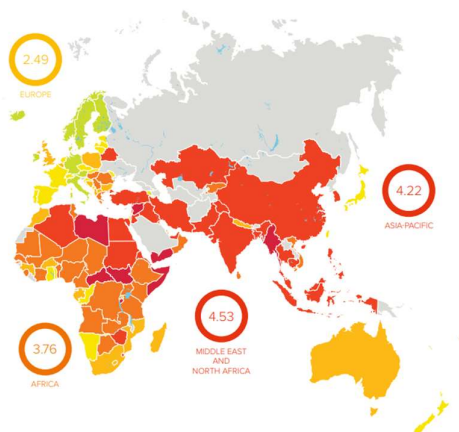 2.49
EUROPE
4.22
ASIA-PACIFIC
4.53
MIDDLE EAST
AND
NORTH AFRICA
3.76
AFRICA